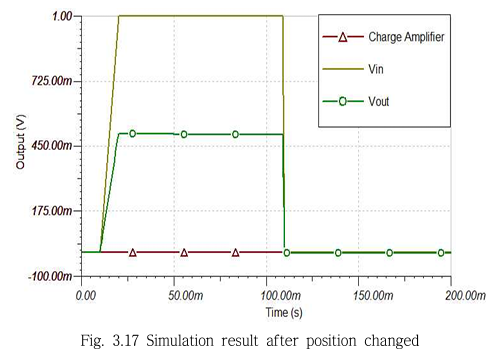 1.00
725.00m
450.00m
175.00m
-100.00m
Output (V)
Charge Amplifier
Vin
Vout
0.00
50.00m
100.00m
150.00m
200.00m
Time (s)
Fig. 3.17 Simulation result after position changed